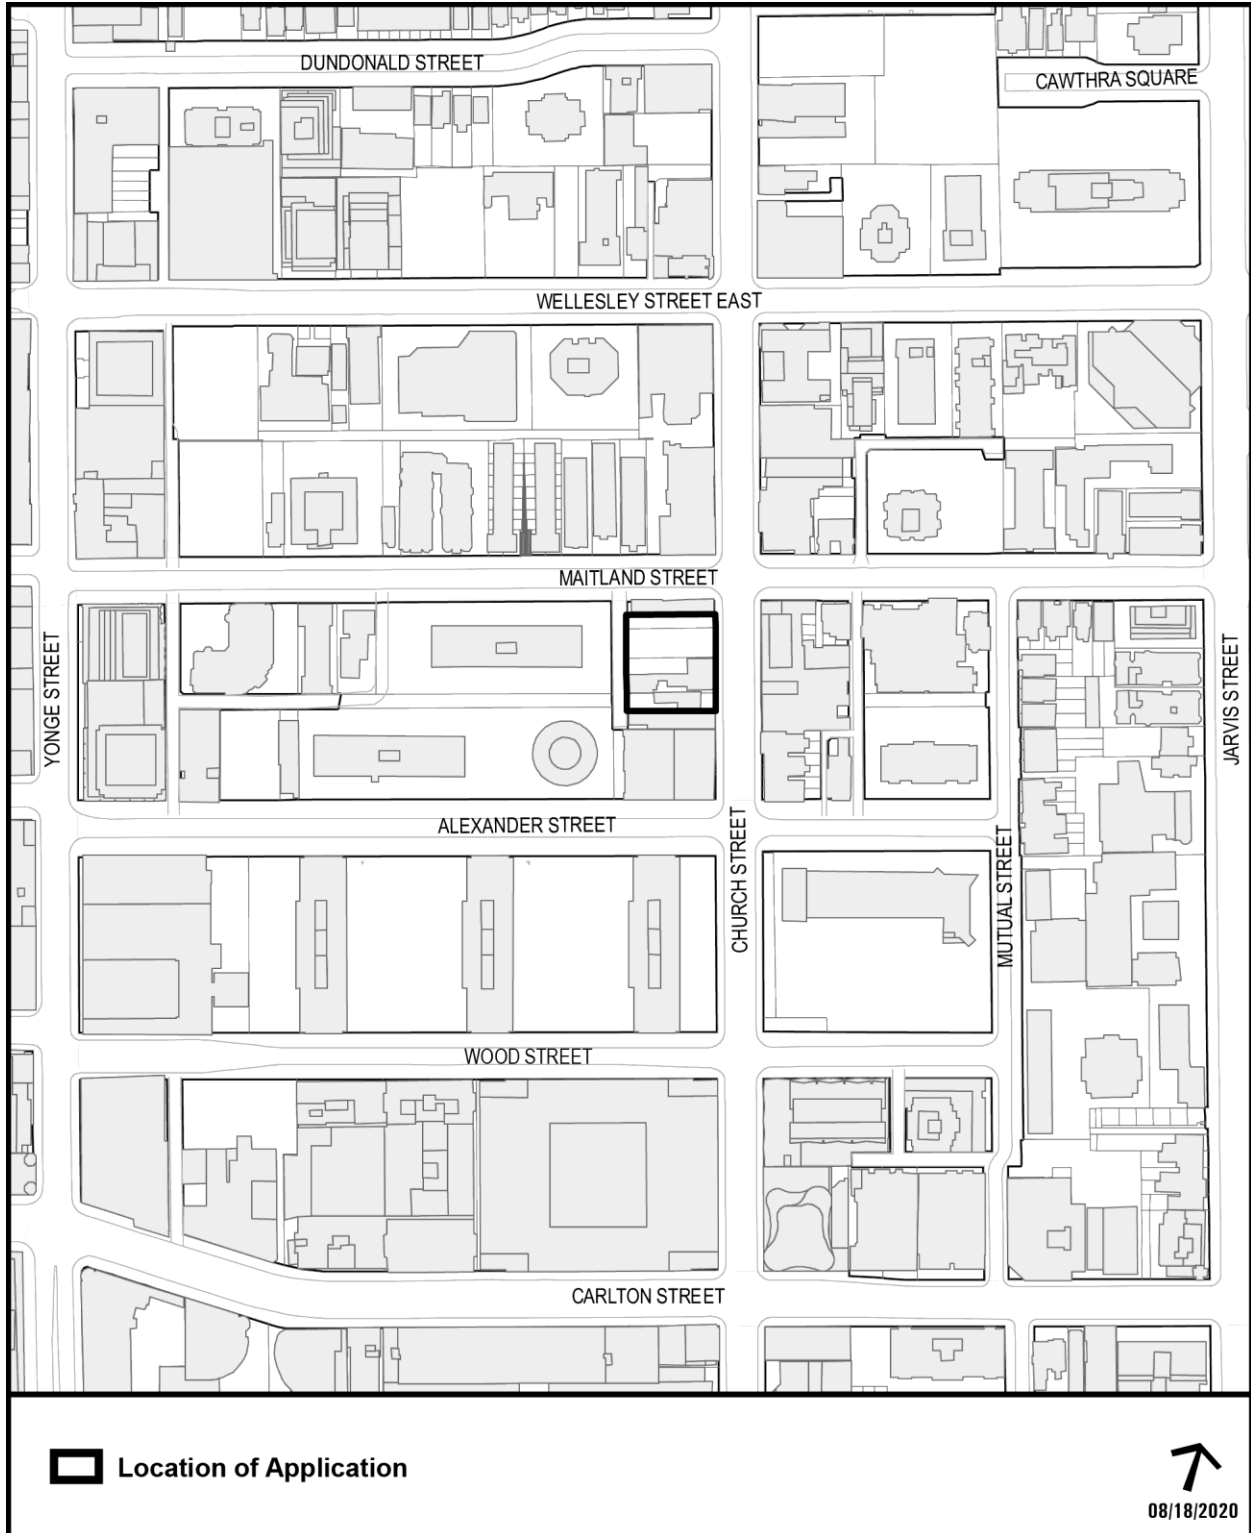 DUNDONALD STREET
CAWTHRA SQUARE
WELLESLEY STREET EAST
MAITLAND STREET
YONGE STREET
JARVIS STREET
ALEXANDER STREET
CHURCH STREET
MUTUAL STREET
WOOD STREET
CARLTON STREET
Location of Application
08/18/2020